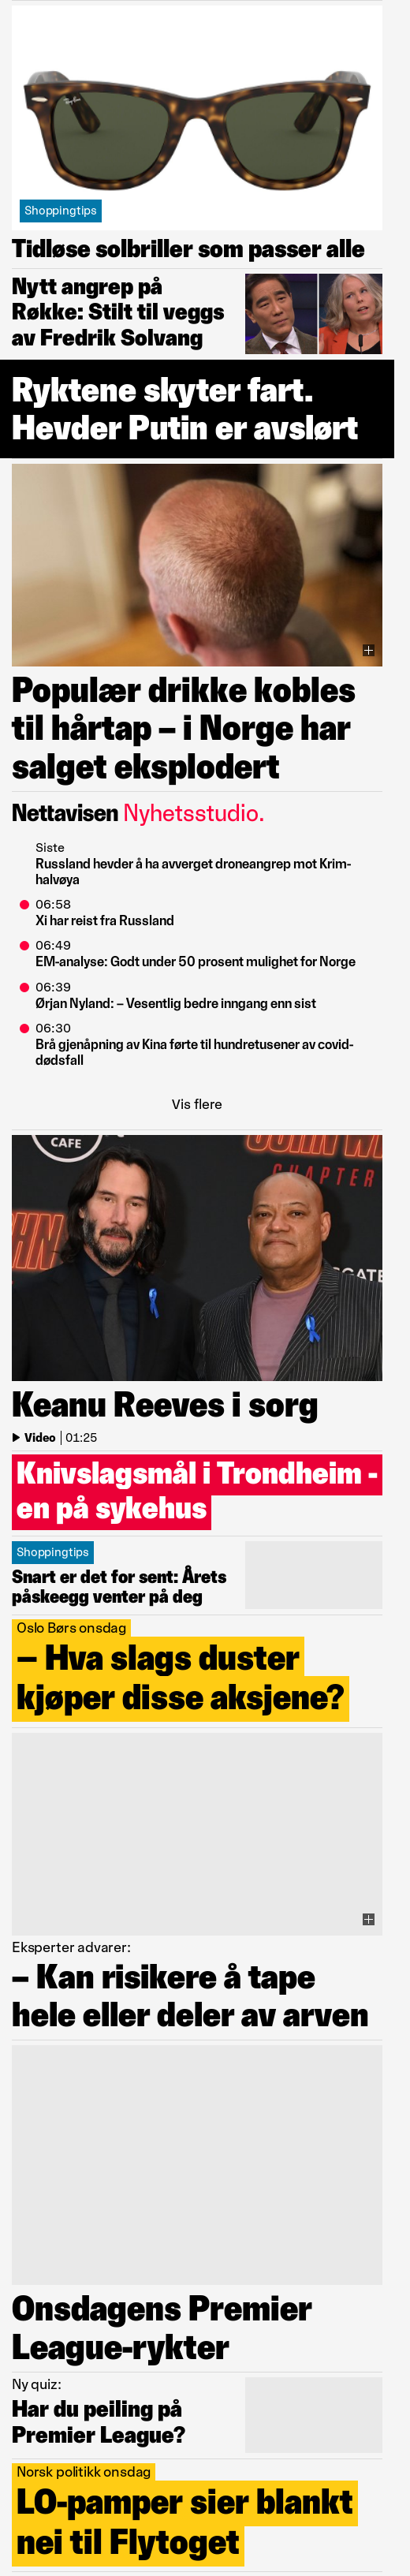 Shoppingtips
Tidløse solbriller som passer alle
Nytt angrep på
Røkke: Stilt til veggs
av Fredrik Solvang
Ryktene skyter fart.
Hevder Putin er avslørt
Populær drikke kobles
til hårtap – i Norge har
salget eksplodert
Nettavisen Nyhetsstudio.
Siste
Russland hevder å ha avverget droneangrep mot Krim-
halvøya
06:58
Xi har reist fra Russland
06:49
EM-analyse: Godt under 50 prosent mulighet for Norge
06:39
Ørjan Nyland: – Vesentlig bedre inngang enn sist
06:30
Brå gjenåpning av Kina førte til hundretusener av covid-
dødsfall
Vis flere
CAFE
JOHN WI
CHAPTER
HN
GATE
Keanu Reeves i sorg
Video | 01:25
Knivslagsmål i Trondheim -
en på sykehus
Shoppingtips
Snart er det for sent: Årets
påskeegg venter på deg
Oslo Børs onsdag
– Hva slags duster
kjøper disse aksjene?
Eksperter advarer:
– Kan risikere å tape
hele eller deler av arven
Onsdagens Premier
League-rykter
Ny quiz:
Har du peiling på
Premier League?
Norsk politikk onsdag
LO-pamper sier blankt
nei til Flytoget